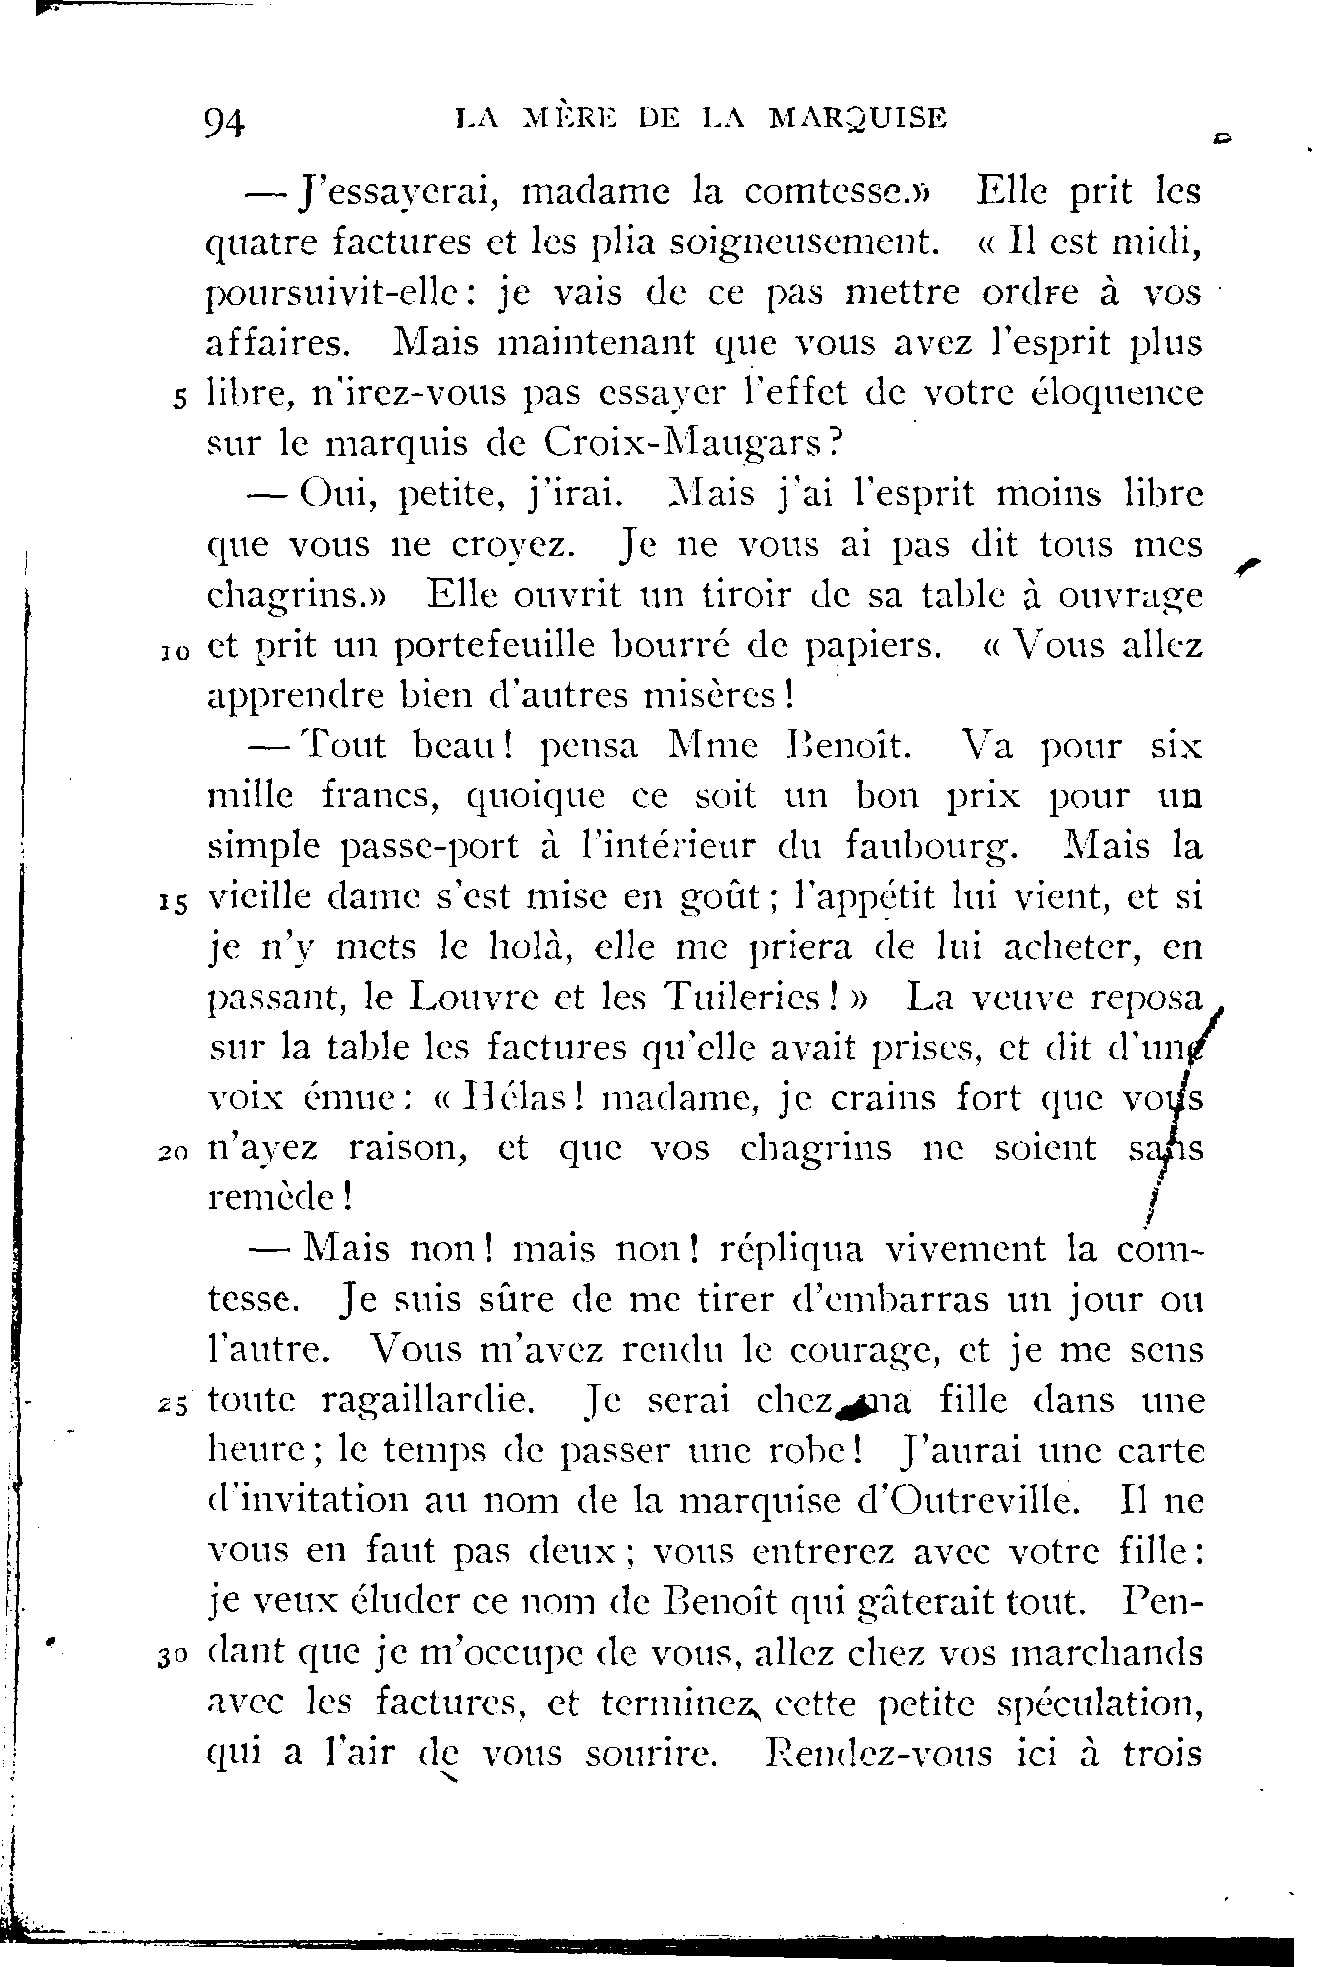 94 LA MÈRE DE LA MARQUISE
— J'essayerai, madame la comtesse.» Elle prit les
quatre factures et les plia soigneusement. « Il est midi,
poursuivit-elle: je vais de ce pas mettre ordre à vos
affaires. Mais maintenant que vous avez l'esprit plus
5 libre, n'irez-vous pas essayer l'effet de votre éloquence
sur le marquis de Croix-Maugars?
— Oui, petite, j'irai. Mais j'ai l'esprit moins libre
que vous ne croyez. Je ne vous ai pas dit tous mes
chagrins.» Elle ouvrit un tiroir de sa table à ouvrage
10 et prit un portefeuille bourré de papiers. « Vous allez
apprendre bien d'autres misères!
— Tout beau! pensa Mme Benoît. Va pour six
mille francs, quoique ce soit un bon prix pour un
simple passe-port à l'intérieur du faubourg. Mais la
15 vieille dame s'est mise en goût; l'appétit lui vient, et si
je n'y mets le holà, elle me priera de lui acheter, en
passant, le Louvre et les Tuileries! » La veuve reposa
sur la table les factures qu'elle avait prises, et dit d'une
voix émue: « Hélas! madame, je crains fort que vous
20 n'ayez raison, et que vos chagrins ne soient sans
remède!
— Mais non! mais non! répliqua vivement la com-
tesse. Je suis sûre de me tirer d'embarras un jour ou
l'autre. Vous m'avez rendu le courage, et je me sens
25 toute ragaillardie. Je serai chez ma fille dans une
heure; le temps de passer une robe! J'aurai une carte
d'invitation au nom de la marquise d'Outreville. Il ne
vous en faut pas deux; vous entrerez avec votre fille:
je veux éluder ce nom de Benoît qui gâterait tout. Pen-
30 dant que je m'occupe de vous, allez chez vos marchands
avec les factures, et terminez cette petite spéculation,
qui a l'air de vous sourire. Rendez-vous ici à trois